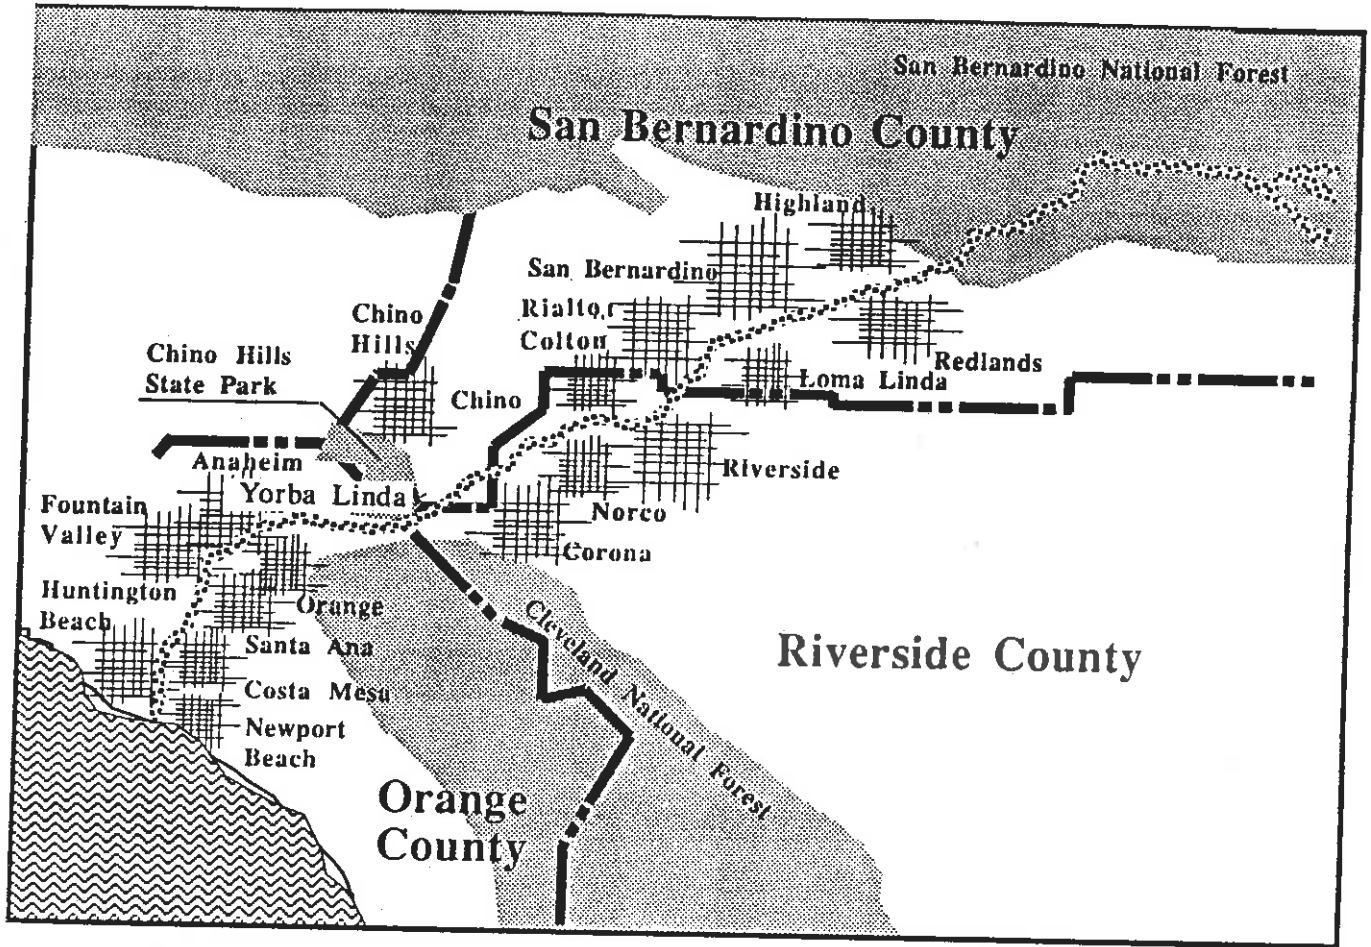 San Bernardino National Forest
San Bernardino County
Highland
San Bernardino
Rialto
Colton
Chino
Hills
Chino Hills
State Park
Redlands
Loma Linda
Chino
Riverside
Anaheim
Yorba Linda
Norco
Fountain
Valley
Corona
Huntington
Beach
Orange
Santa Ana
Costa Mesa
Newport
Beach
Cleveland National Forest
Riverside County
Orange
County